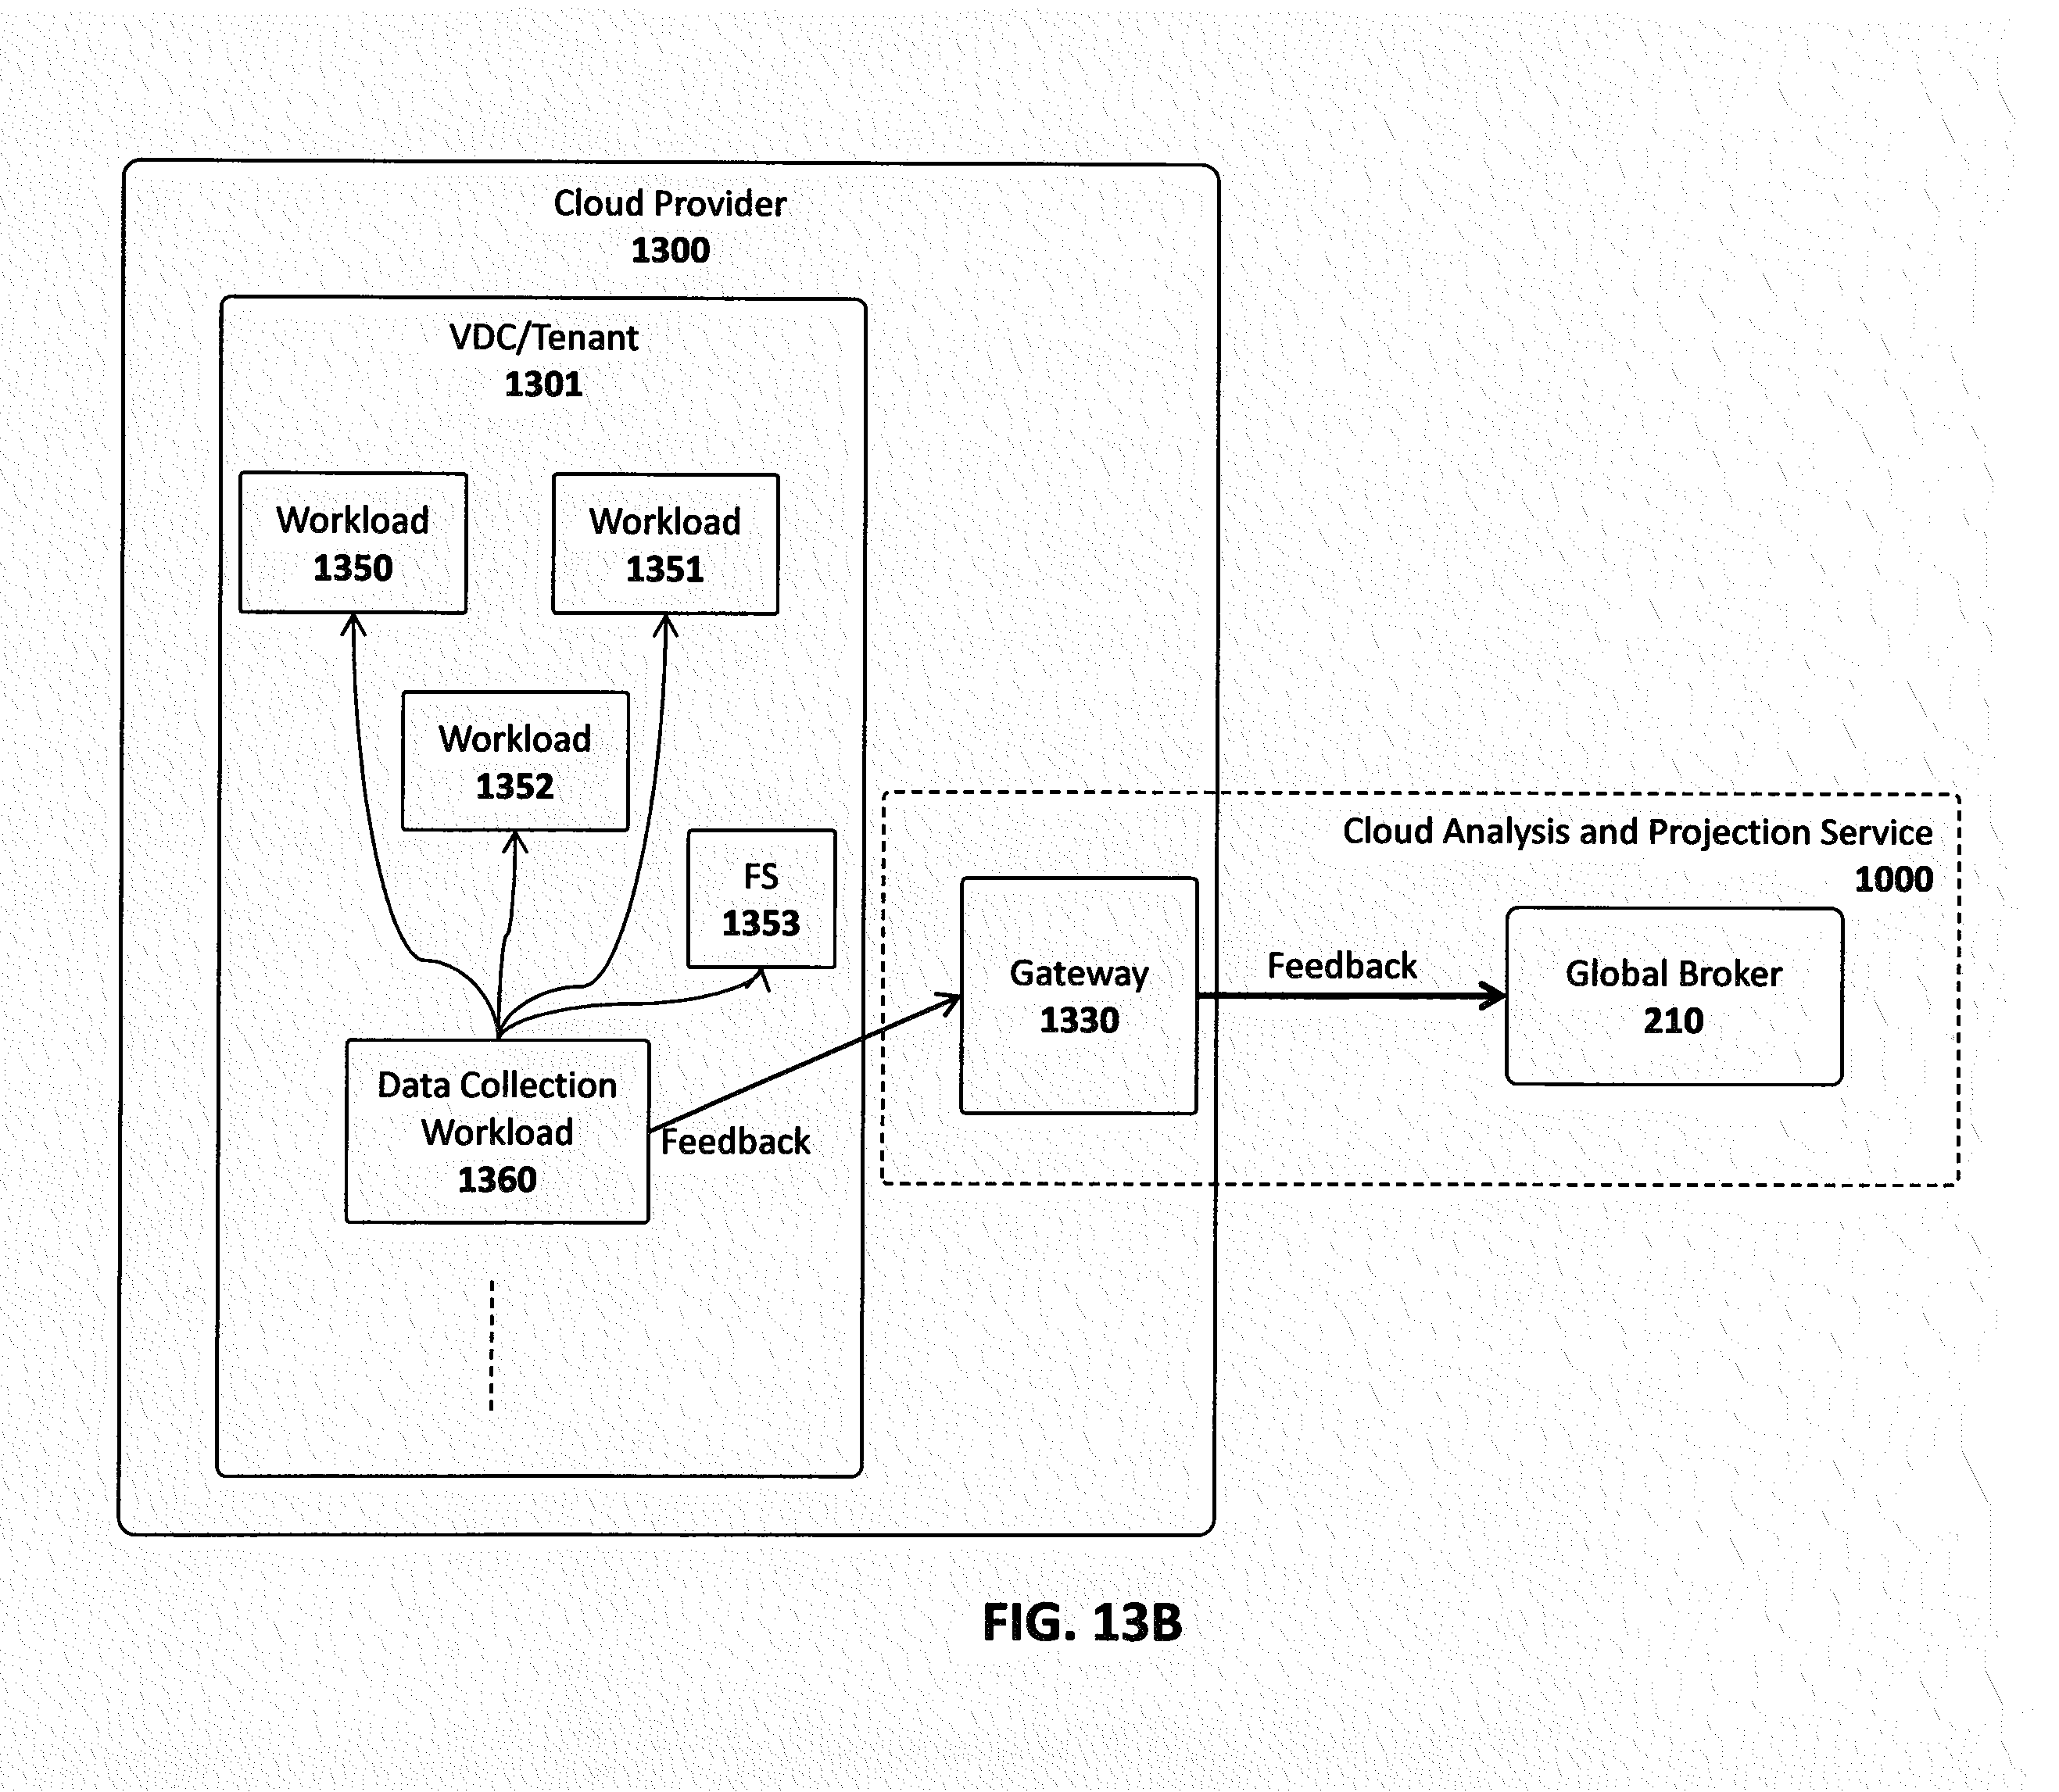 Cloud Provider
1300
VDC/Tenant
1301
Workload
1350
Workload
1351
Workload
1352
FS
1353
Data Collection
Workload
1360
Feedback
Cloud Analysis and Projection Service
1000
Gateway
1330
Feedback
Global Broker
210
FIG. 13B